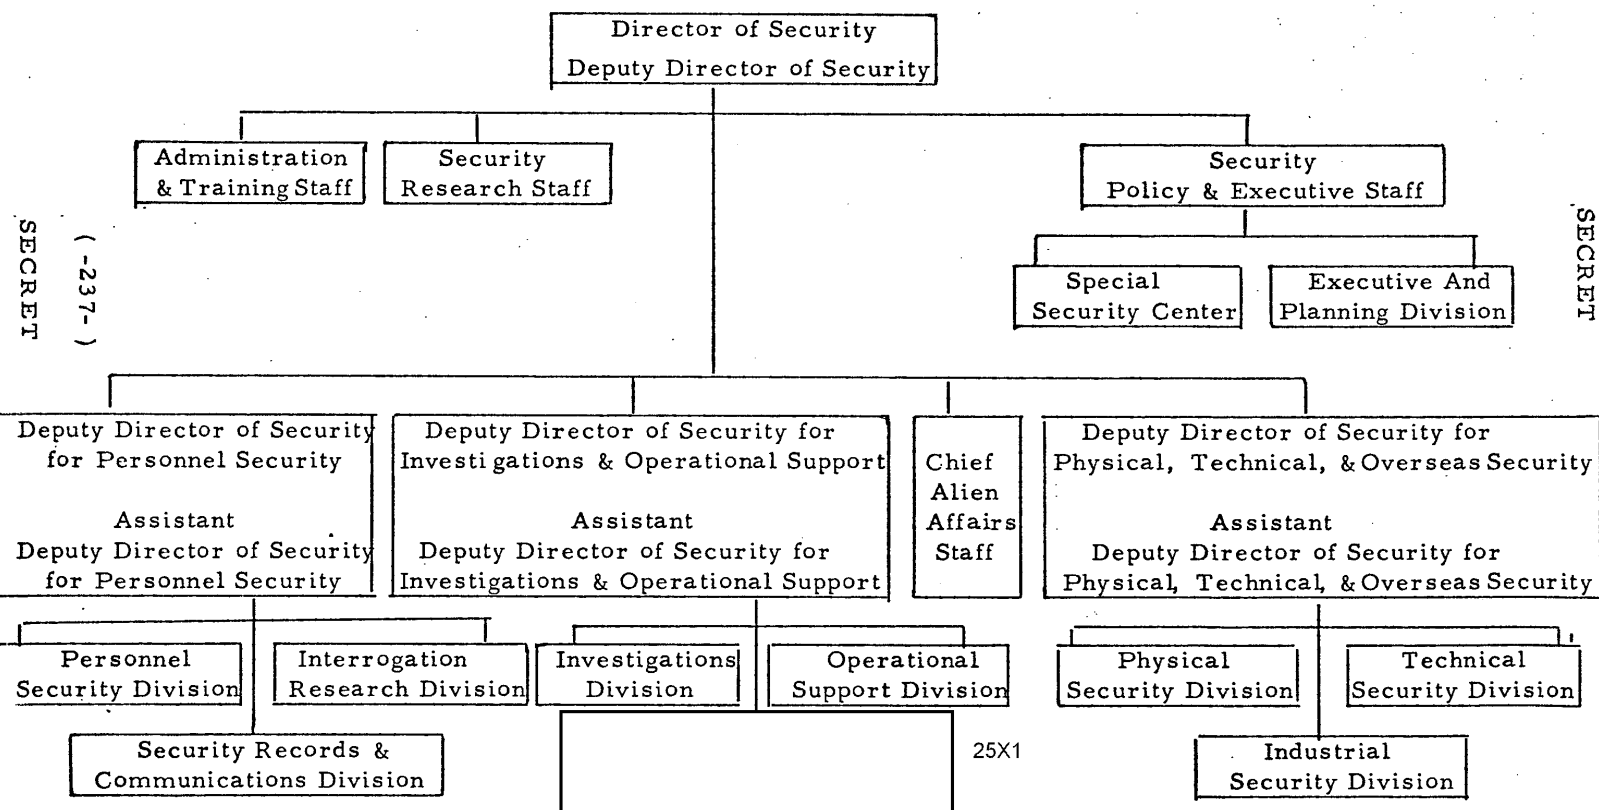 Director of Security
Deputy Director of Security
Administration
& Training Staff
Security
Research Staff
Security
Policy & Executive Staff
SECRET
( -237- )
SECRET
Special
Security Center
Executive And
Planning Division
Deputy Director of Security
for Personnel Security
Assistant
Deputy Director of Security
for Personnel Security
Deputy Director of Security for
Investigations & Operational Support
Assistant
Deputy Director of Security for
Investigations & Operational Support
Chief
Alien
Affairs
Staff
Deputy Director of Security for
Physical, Technical, & Overseas Security
Assistant
Deputy Director of Security for
Physical, Technical, & Overseas Security
Personnel
Security Division
Interrogation
Research Division
Investigations
Division
Operational
Support Division
Physical
Security Division
Technical
Security Division
Security Records &
Communications Division
25X1
Industrial
Security Division